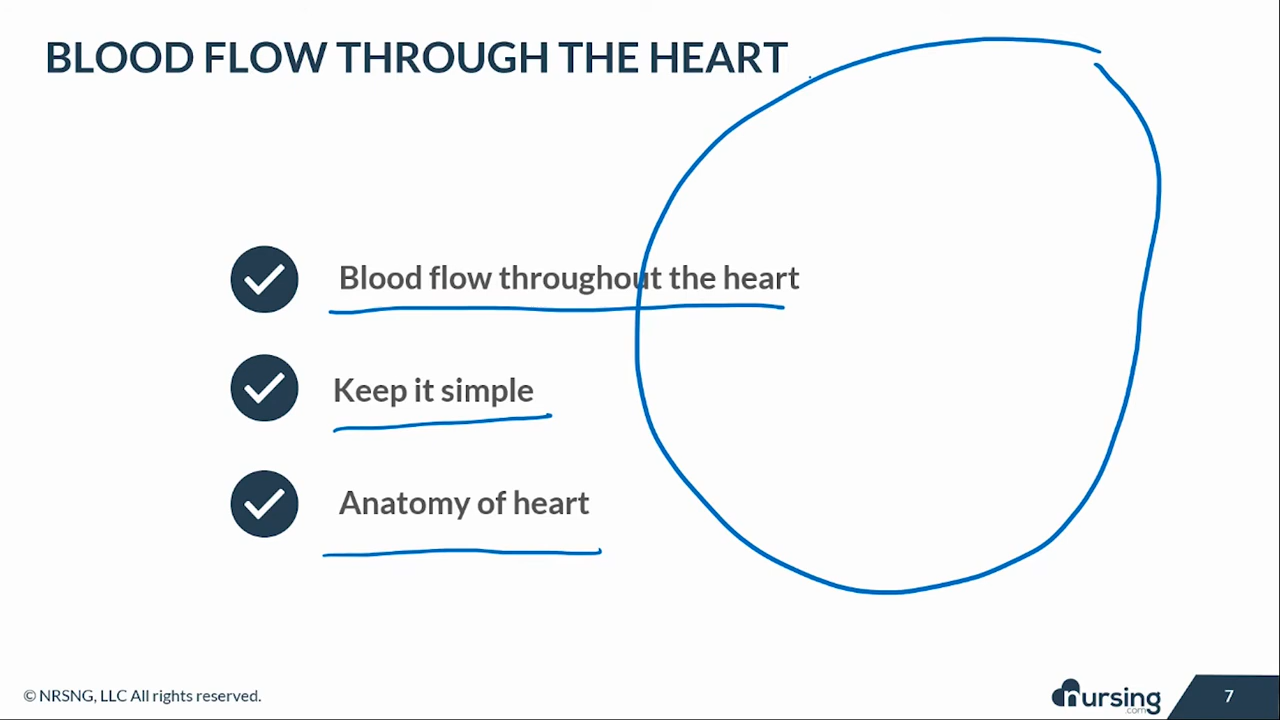 BLOOD FLOW THROUGH THE HEART
Blood flow throughout the heart
Keep it simple
Anatomy of heart
© NRSNG, LLC All rights reserved.
nursing
.com
7